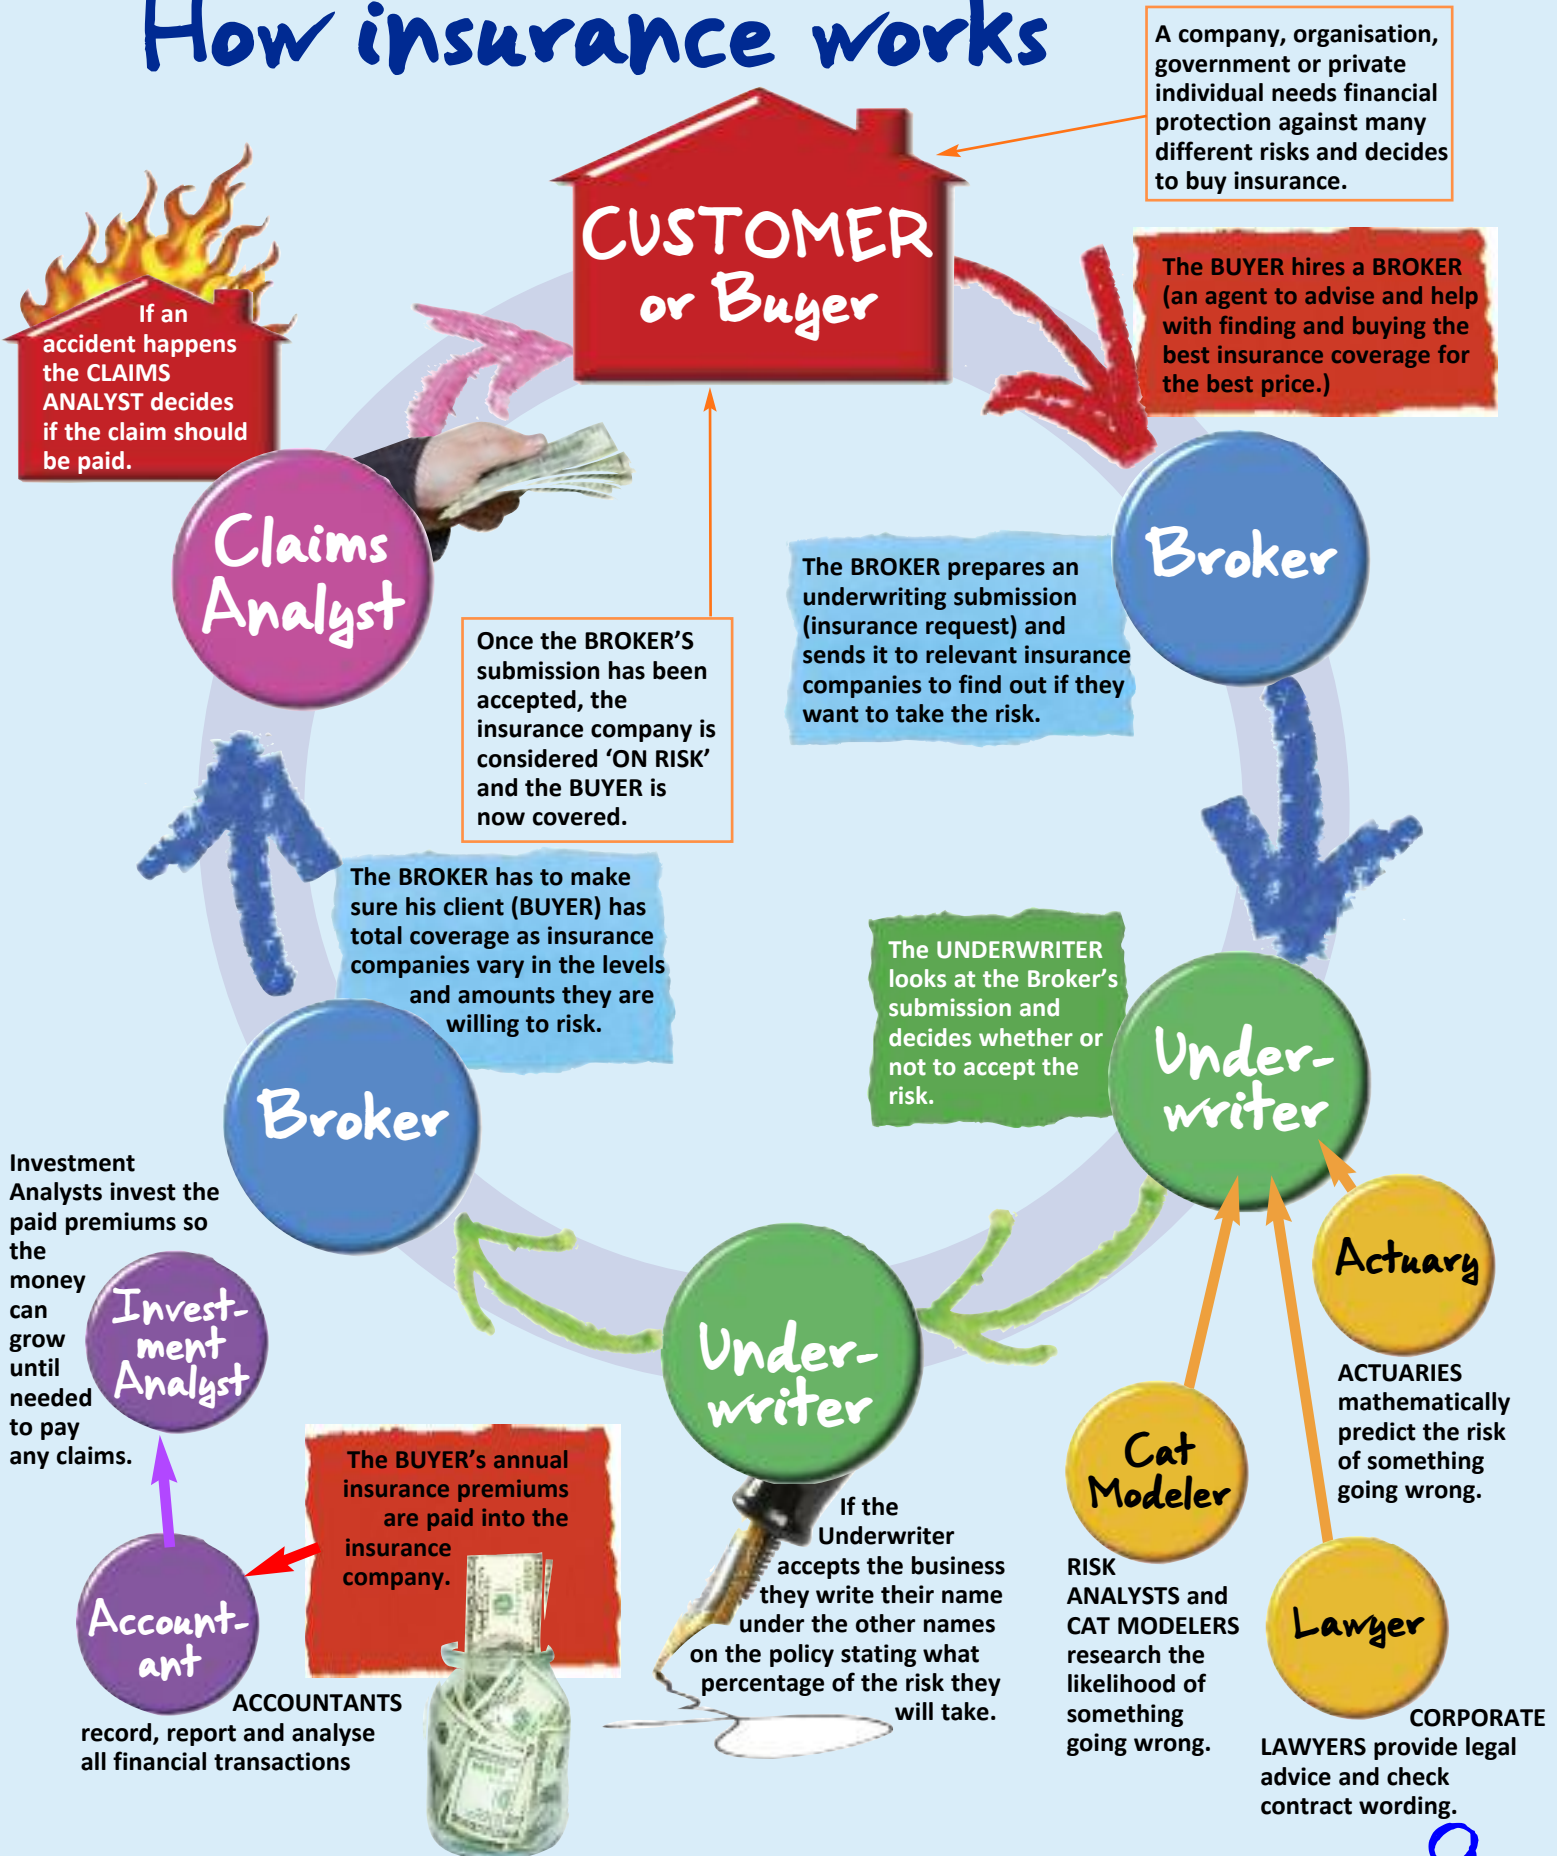 How insurance works
A company, organisation,
government or private
individual needs financial
protection against many
different risks and decides
to buy insurance.
CUSTOMER
or Buyer
The BUYER hires a BROKER
(an agent to advise and help
with finding and buying the
best insurance coverage for
the best price.)
If an
accident happens
the CLAIMS
ANALYST decides
if the claim should
be paid.
Claims
Analyst
Broker
The BROKER prepares an
underwriting submission
(insurance request) and
sends it to relevant insurance
companies to find out if they
want to take the risk.
Once the BROKER'S
submission has been
accepted, the
insurance company is
considered ‘ON RISK’
and the BUYER is
now covered.
The BROKER has to make
sure his client (BUYER) has
total coverage as insurance
companies vary in the levels
and amounts they are
willing to risk.
The UNDERWRITER
looks at the Broker's
submission and
decides whether or
not to accept the
risk.
Under-
writer
Broker
Investment
Analysts invest the
paid premiums so
the
money
can
grow
until
needed
to pay
any claims.
Invest-
ment
Analyst
Under-
writer
Actuary
ACTUARIES
mathematically
predict the risk
of something
going wrong.
Cat
Modeler
The BUYER's annual
insurance premiums
are paid into the
insurance
company.
If the
Underwriter
accepts the business
they write their name
under the other names
on the policy stating what
percentage of the risk they
will take.
RISK
ANALYSTS and
CAT MODELERS
research the
likelihood of
something
going wrong.
Lawyer
Account-
ant
ACCOUNTANTS
record, report and analyse
all financial transactions
CORPORATE
LAWYERS provide legal
advice and check
contract wording.